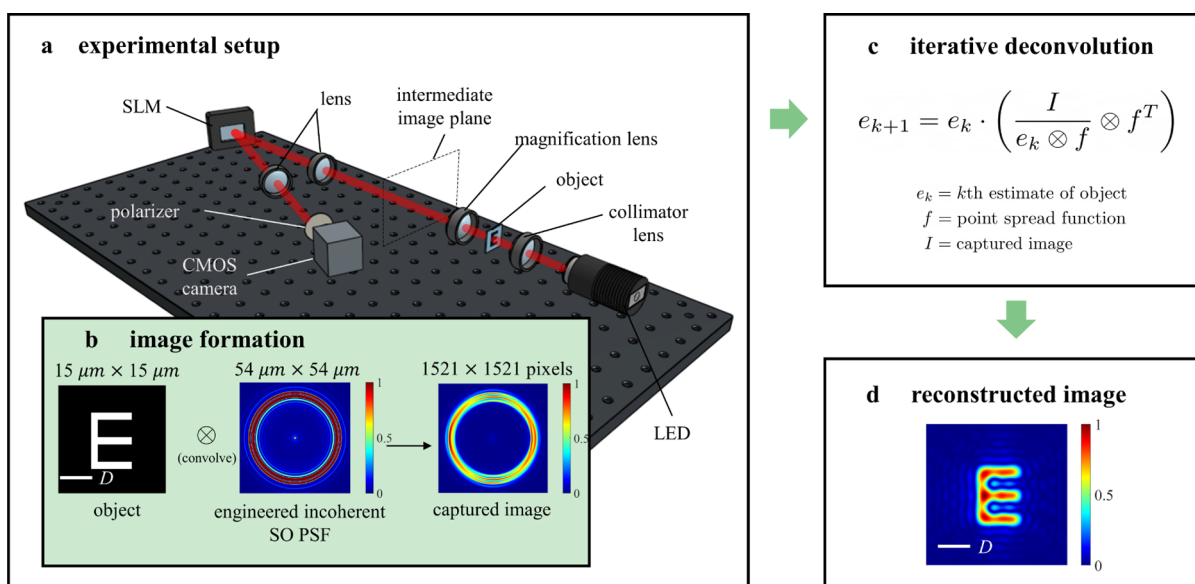 a experimental setup
SLM
lens
intermediate
image plane
magnification lens
object
collimator
lens
polarizer
CMOS
camera
LED
b image formation
15 μm × 15 μm
54 μm × 54 μm
1521 × 1521 pixels
D
⊗
(convolve)
1
0.5
0
1
0.5
0
object
engineered incoherent
SO PSF
captured image
c iterative deconvolution
e_{k+1} = e_k · ( I / (e_k ⊗ f) ⊗ f^T )
e_k = kth estimate of object
f = point spread function
I = captured image
d reconstructed image
D
1
0.5
0